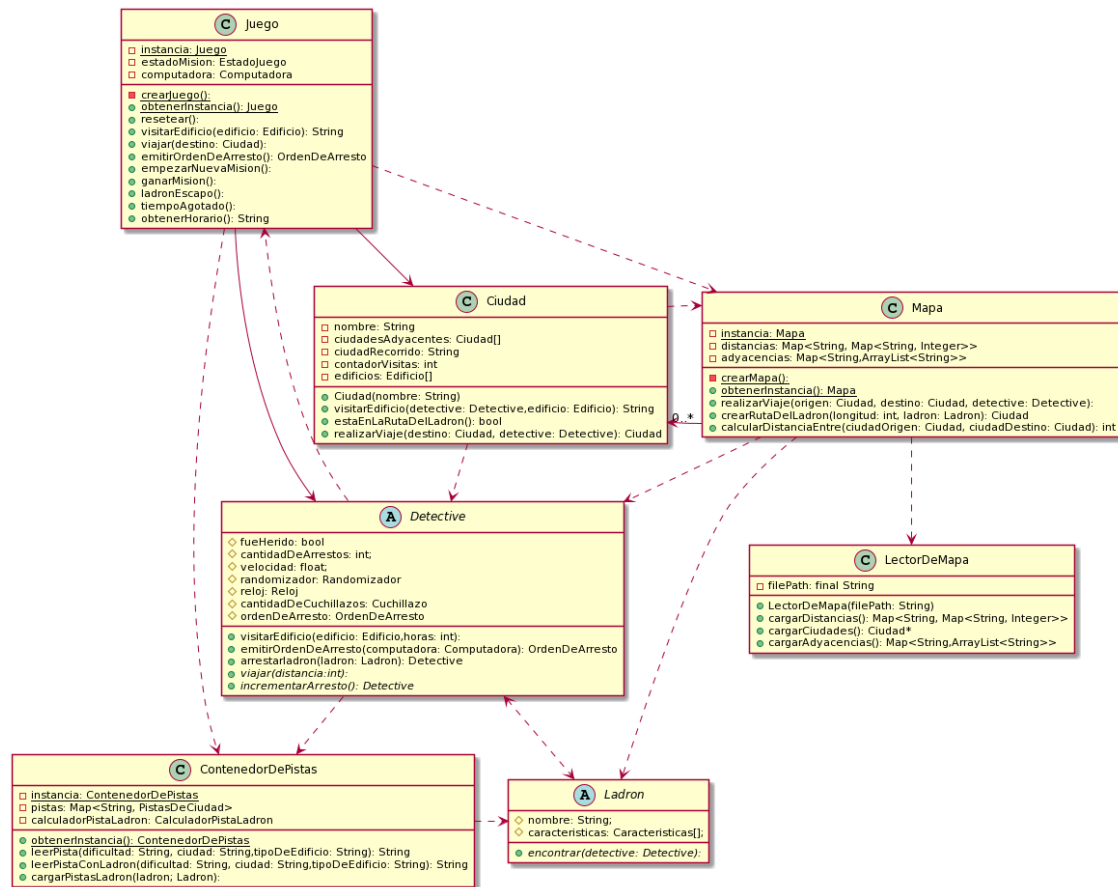 C Juego
instancia: Juego
estadoMision: EstadoJuego
computadora: Computadora
crearJuego():
obtenerInstancia(): Juego
resetear():
visitarEdificio(edificio: Edificio): String
viajar(destino: Ciudad):
emitirOrdenDeArresto(): OrdenDeArresto
empezarNuevaMision():
ganarMision():
ladronEscapo():
tiempoAgotado():
obtenerHorario(): String
C Ciudad
nombre: String
ciudadesAdyacentes: Ciudad[]
ciudadRecorrido: String
contadorVisitas: int
edificios: Edificio[]
Ciudad(nombre: String)
visitarEdificio(detective: Detective,edificio: Edificio): String
estaEnLaRutaDelLadron(): bool
realizarViaje(destino: Ciudad, detective: Detective): Ciudad
0..*
C Mapa
instancia: Mapa
distancias: Map<String, Map<String, Integer>>
adyacencias: Map<String,ArrayList<String>>
crearMapa():
obtenerInstancia(): Mapa
realizarViaje(origen: Ciudad, destino: Ciudad, detective: Detective):
crearRutaDelLadron(longitud: int, ladron: Ladron): Ciudad
calcularDistanciaEntre(ciudadOrigen: Ciudad, ciudadDestino: Ciudad): int
A Detective
fueHerido: bool
cantidadDeArrestos: int;
velocidad: float;
randomizador: Randomizador
reloj: Reloj
cantidadDeCuchillazos: Cuchillazo
ordenDeArresto: OrdenDeArresto
visitarEdificio(edificio: Edificio,horas: int):
emitirOrdenDeArresto(computadora: Computadora): OrdenDeArresto
arrestarladron(ladron: Ladron): Detective
viajar(distancia:int):
incrementarArresto(): Detective
C LectorDeMapa
filePath: final String
LectorDeMapa(filePath: String)
cargarDistancias(): Map<String, Map<String, Integer>>
cargarCiudades(): Ciudad*
cargarAdyacencias(): Map<String,ArrayList<String>>
C ContenedorDePistas
instancia: ContenedorDePistas
pistas: Map<String, PistasDeCiudad>
calculadorPistaLadron: CalculadorPistaLadron
obtenerInstancia(): ContenedorDePistas
leerPista(dificultad: String, ciudad: String,tipoDeEdificio: String): String
leerPistaConLadron(dificultad: String, ciudad: String,tipoDeEdificio: String): String
cargarPistasLadron(ladron; Ladron):
A Ladron
nombre: String;
caracteristicas: Caracteristicas[];
encontrar(detective: Detective):